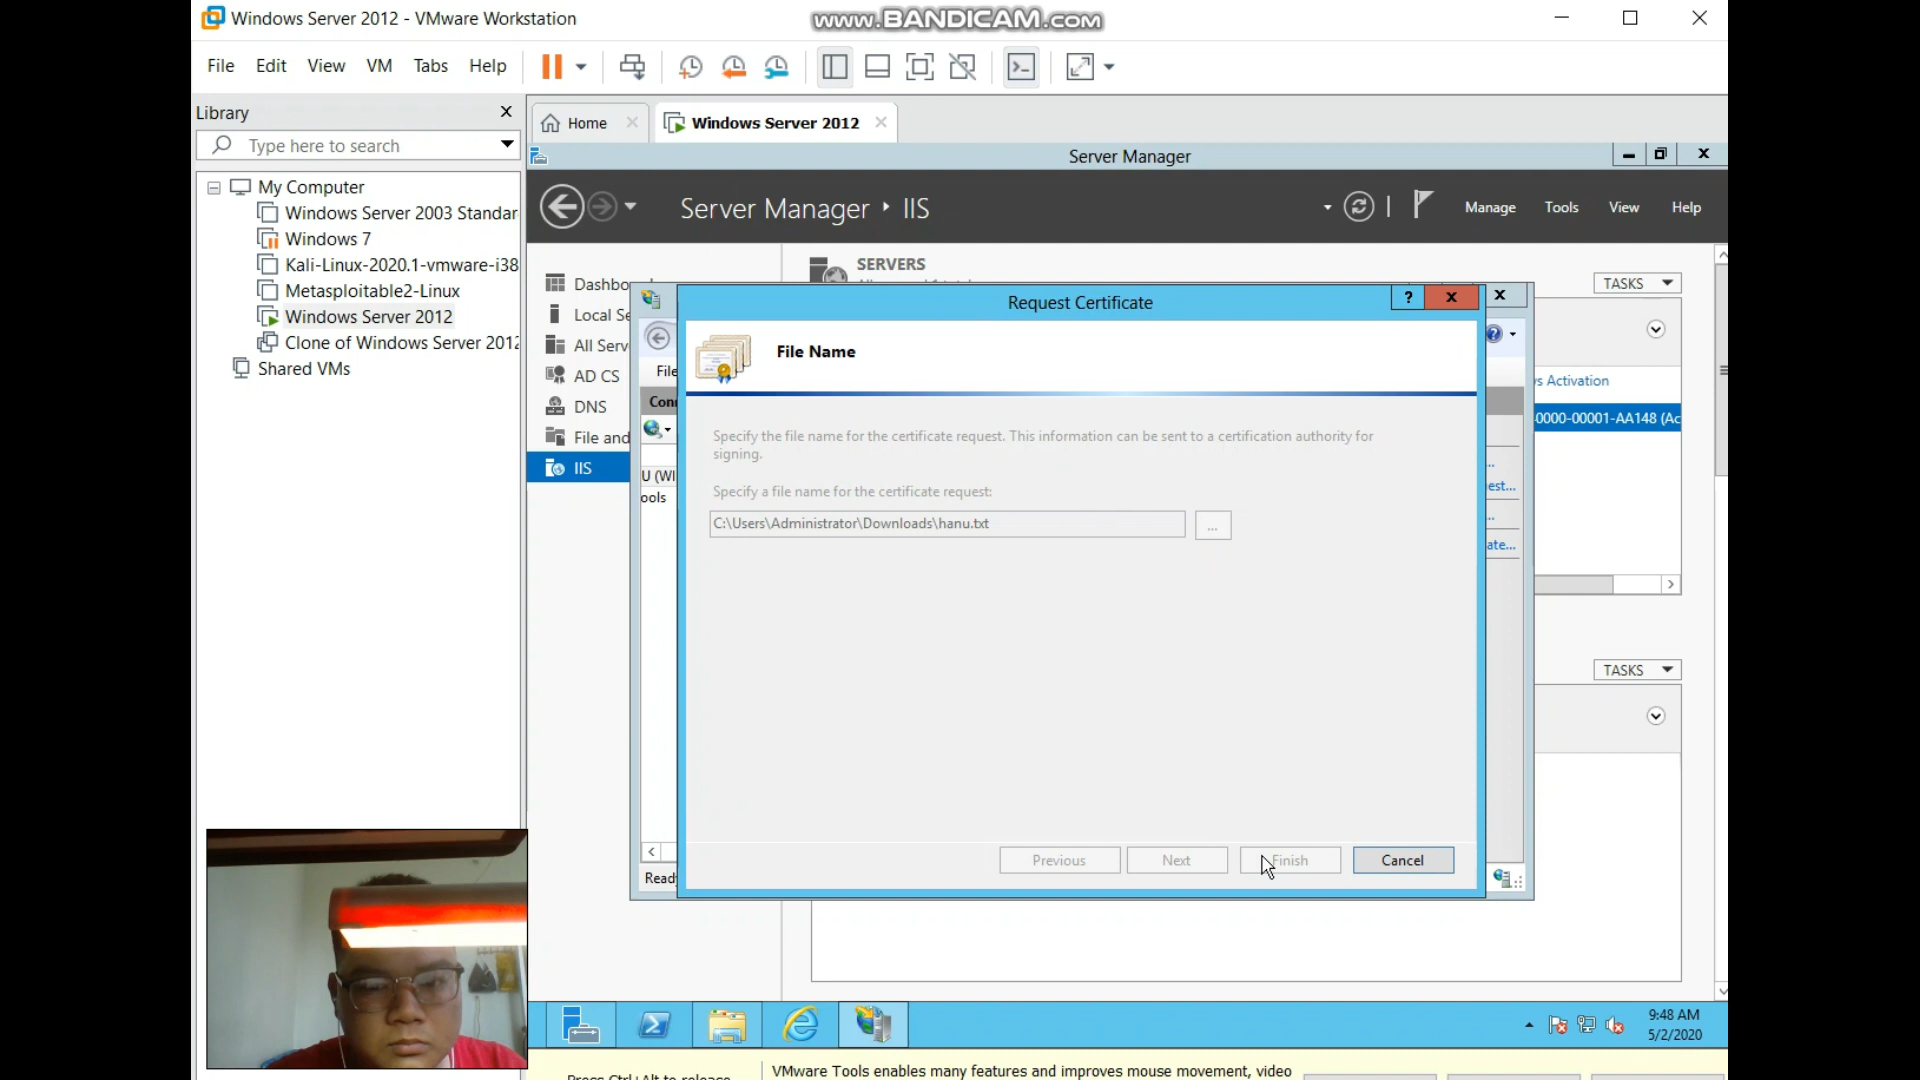 Windows Server 2012 - VMware Workstation
www.BANDICAM.com
File Edit View VM Tabs Help
Library
Type here to search
My Computer
Windows Server 2003 Standar
Windows 7
Kali-Linux-2020.1-vmware-i38
Metasploitable2-Linux
Windows Server 2012
Clone of Windows Server 2012
Shared VMs
Home
Windows Server 2012
Server Manager
Server Manager ‣ IIS
Manage Tools View Help
Dashbo
Local Se
All Serv
AD CS
DNS
File and
IIS
SERVERS
TASKS
s Activation
0000-00001-AA148 (Ac
TASKS
File
Con
U (WI
ools
Ready
est...
ate...
Request Certificate
?
File Name
Specify the file name for the certificate request. This information can be sent to a certification authority for
signing.
Specify a file name for the certificate request:
C:\Users\Administrator\Downloads\hanu.txt
...
Previous Next Finish Cancel
9:48 AM
5/2/2020
VMware Tools enables many features and improves mouse movement, video